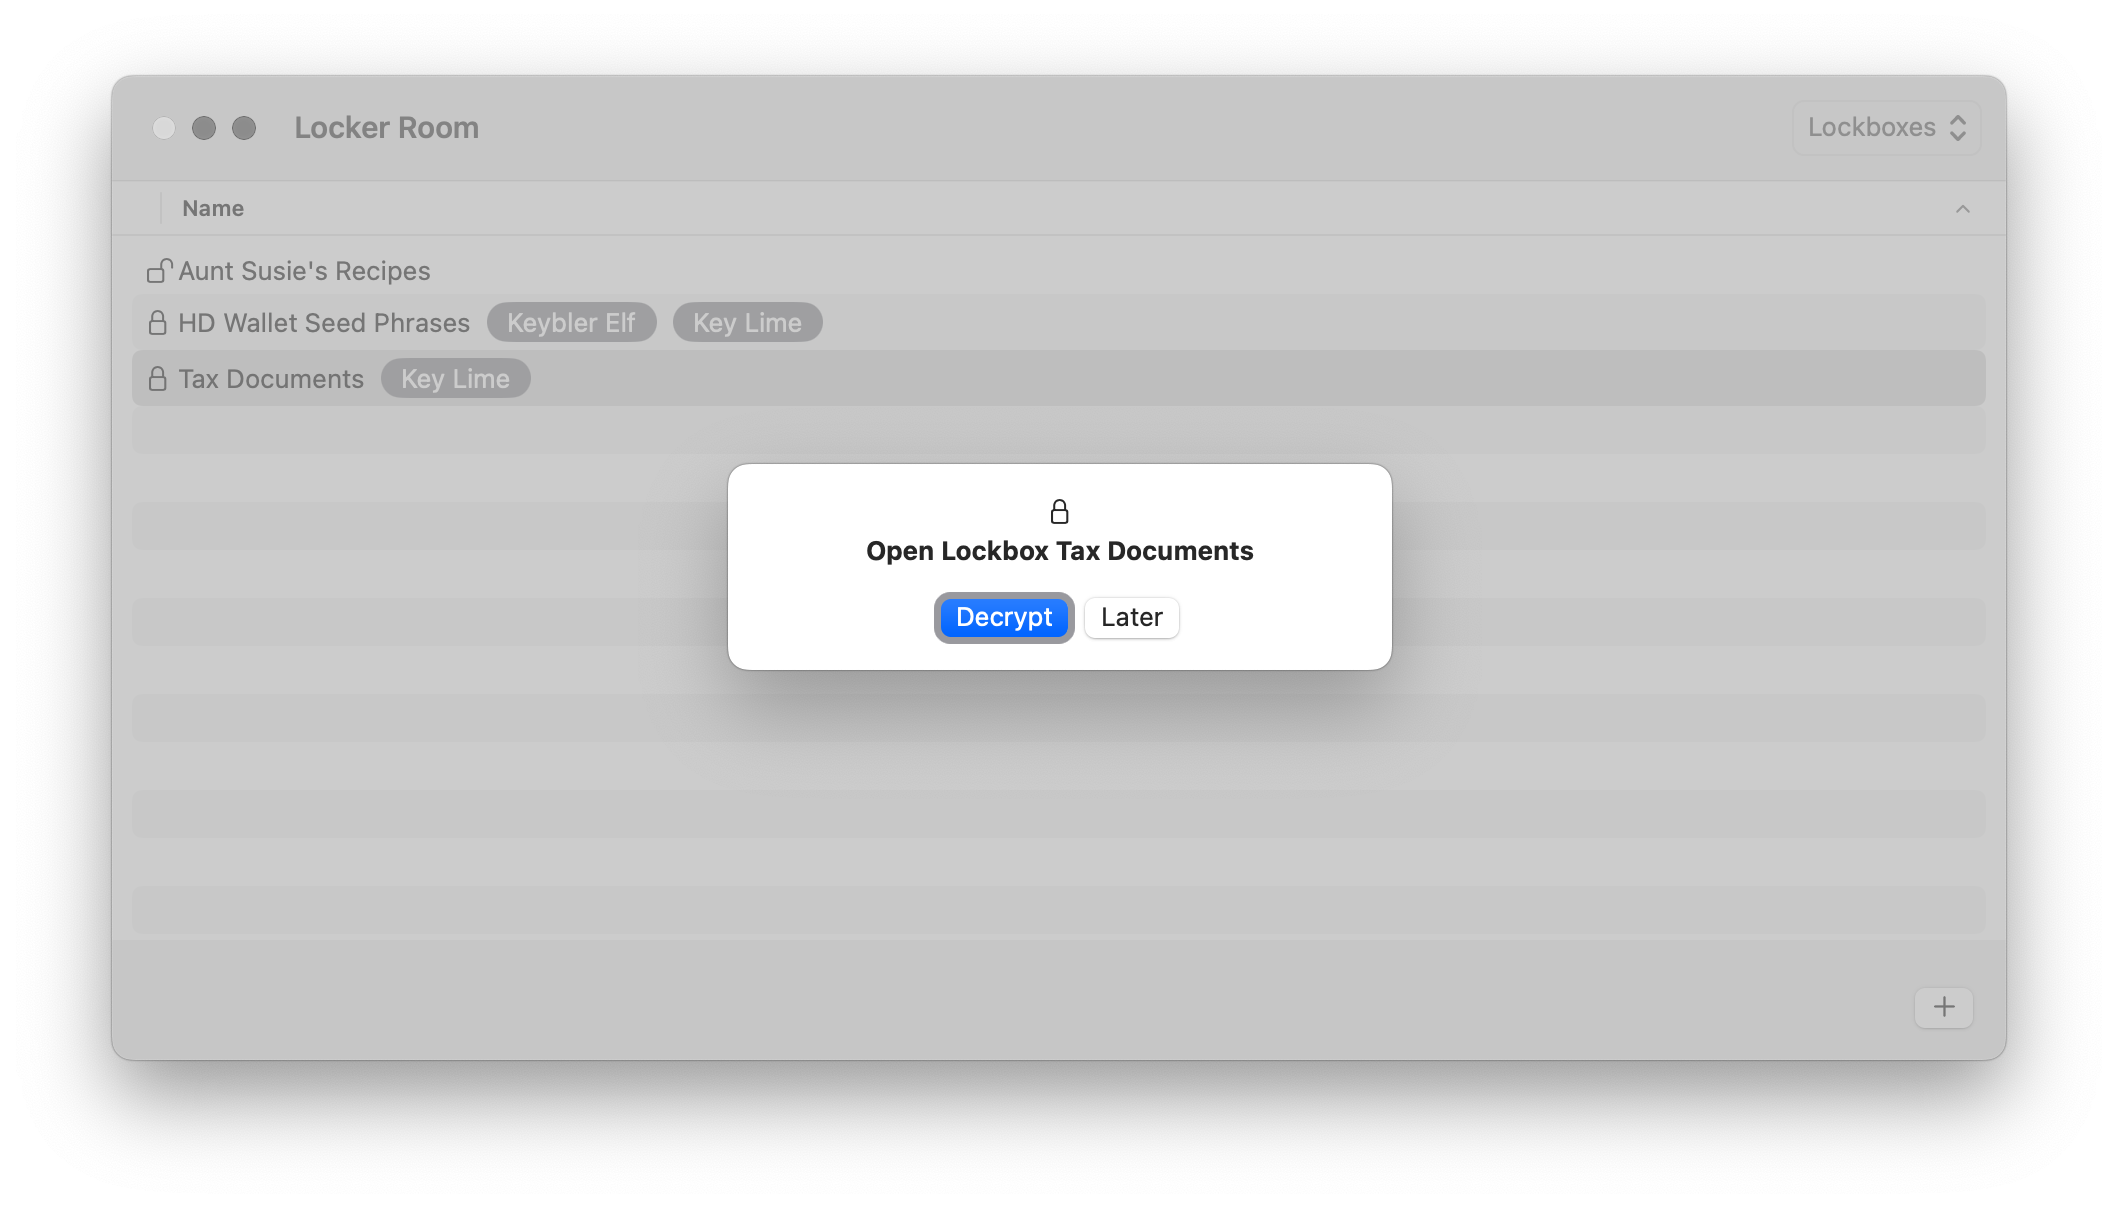 Locker Room
Lockboxes
Name
Aunt Susie's Recipes
HD Wallet Seed Phrases Keybler Elf Key Lime
Tax Documents Key Lime
Open Lockbox Tax Documents
Decrypt Later